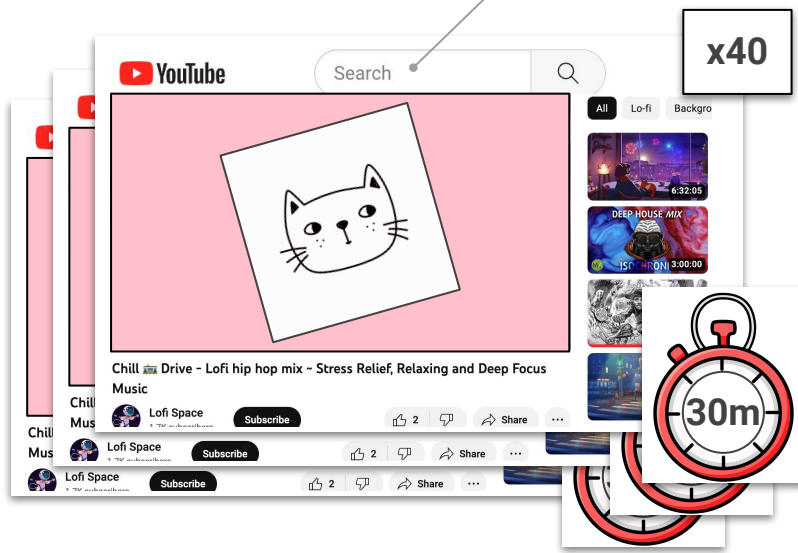 x40
YouTube
Search
All
Lo-fi
6:32:05
DEEP HOUSE MIX
3:00:00
Chill 🚃 Drive - Lofi hip hop mix ~ Stress Relief, Relaxing and Deep Focus
Music
Lofi Space
Subscribe
2
Share
...
30m
Chill
Lofi Space
Subscribe
2
Share
...
Chill
Lofi Space
Subscribe
2
Share
...